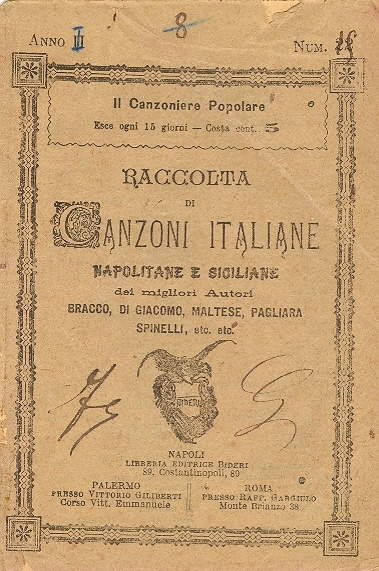 8
ANNO II
NUM.
Il Canzoniere Popolare
Esce ogni 15 giorni — Costa cent. 5
RACCOLTA
DI
CANZONI ITALIANE
NAPOLITANE E SICILIANE
dei migliori Autori
BRACCO, DI GIACOMO, MALTESE, PAGLIARA
SPINELLI, etc. etc.
BIDERI
NAPOLI
LIBRERIA EDITRICE BIDERI
89. Costantinopoli, 89
PALERMO
PRESSO VITTORIO GILIBERTI
Corso Vitt. Emmanuele
ROMA
PRESSO RAFF. GARGIULO
Monte Brianzo 38